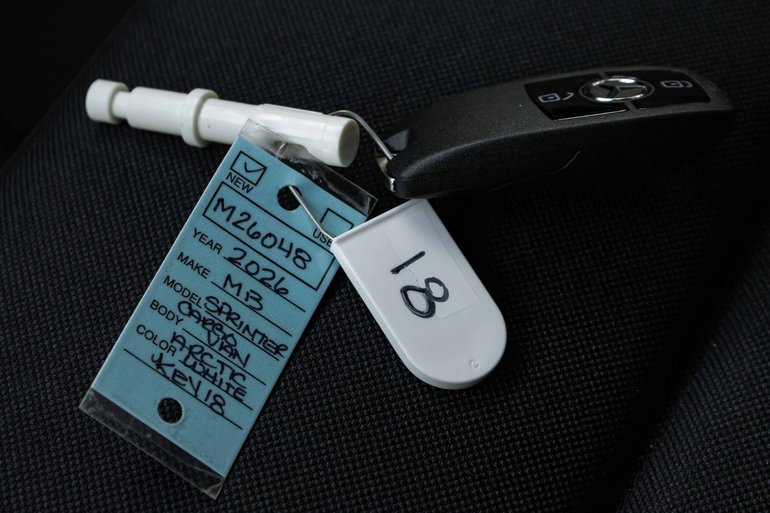 NEW
USED
M26048
YEAR 2026
MAKE MB
MODEL SPRINTER
BODY CARGO VAN
COLOR ARCTIC WHITE
KEY 18
18